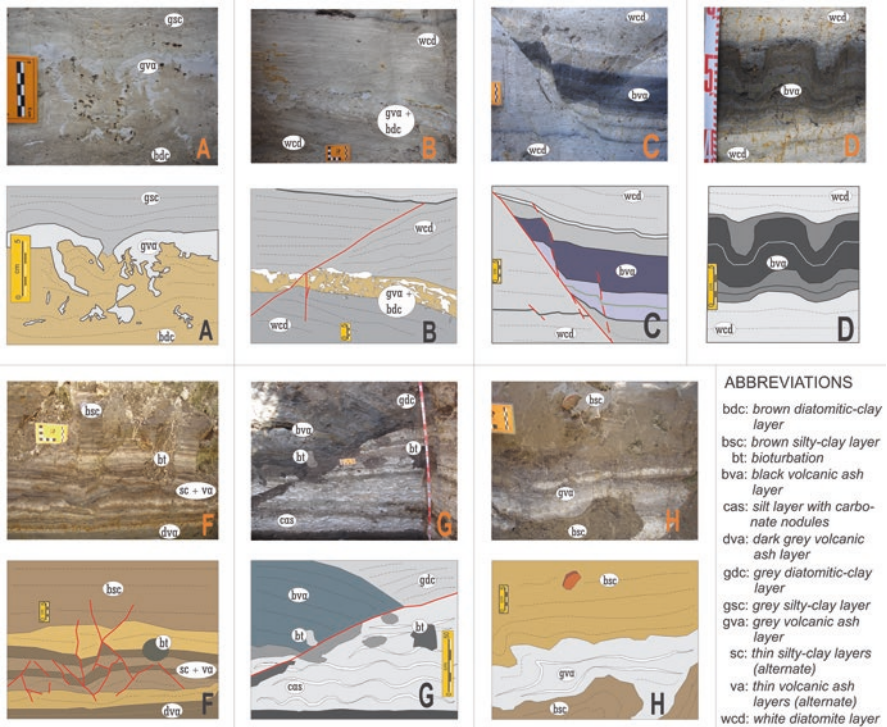 gsc
gva
bdc
A
wcd
gva +
bdc
wcd
B
wcd
bva
wcd
C
wcd
bva
wcd
D
gsc
gva
bdc
A
wcd
gva +
bdc
wcd
B
wcd
bva
wcd
C
wcd
bva
wcd
D
bsc
bt
sc + va
dva
F
gdc
bva
bt
bt
cas
G
bsc
gva
bsc
H
bsc
bt
sc + va
dva
F
gdc
bva
bt
bt
cas
G
bsc
gva
bsc
H
ABBREVIATIONS
bdc: brown diatomitic-clay
layer
bsc: brown silty-clay layer
bt: bioturbation
bva: black volcanic ash
layer
cas: silt layer with carbo-
nate nodules
dva: dark grey volcanic
ash layer
gdc: grey diatomitic-clay
layer
gsc: grey silty-clay layer
gva: grey volcanic ash
layer
sc: thin silty-clay layers
(alternate)
va: thin volcanic ash
layers (alternate)
wcd: white diatomite layer